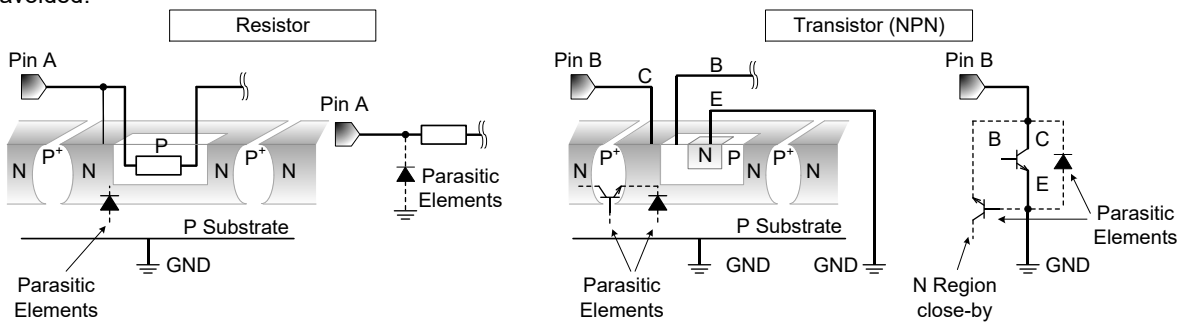 avoided.
Resistor
Transistor (NPN)
Pin A
Pin A
N P+ N P N P+ N
Parasitic
Elements
P Substrate
GND
Parasitic
Elements
Pin B
C
B
E
N P+ N N P P+ N
P Substrate
GND
GND
Parasitic
Elements
Pin B
B
C
E
Parasitic
Elements
GND
N Region
close-by